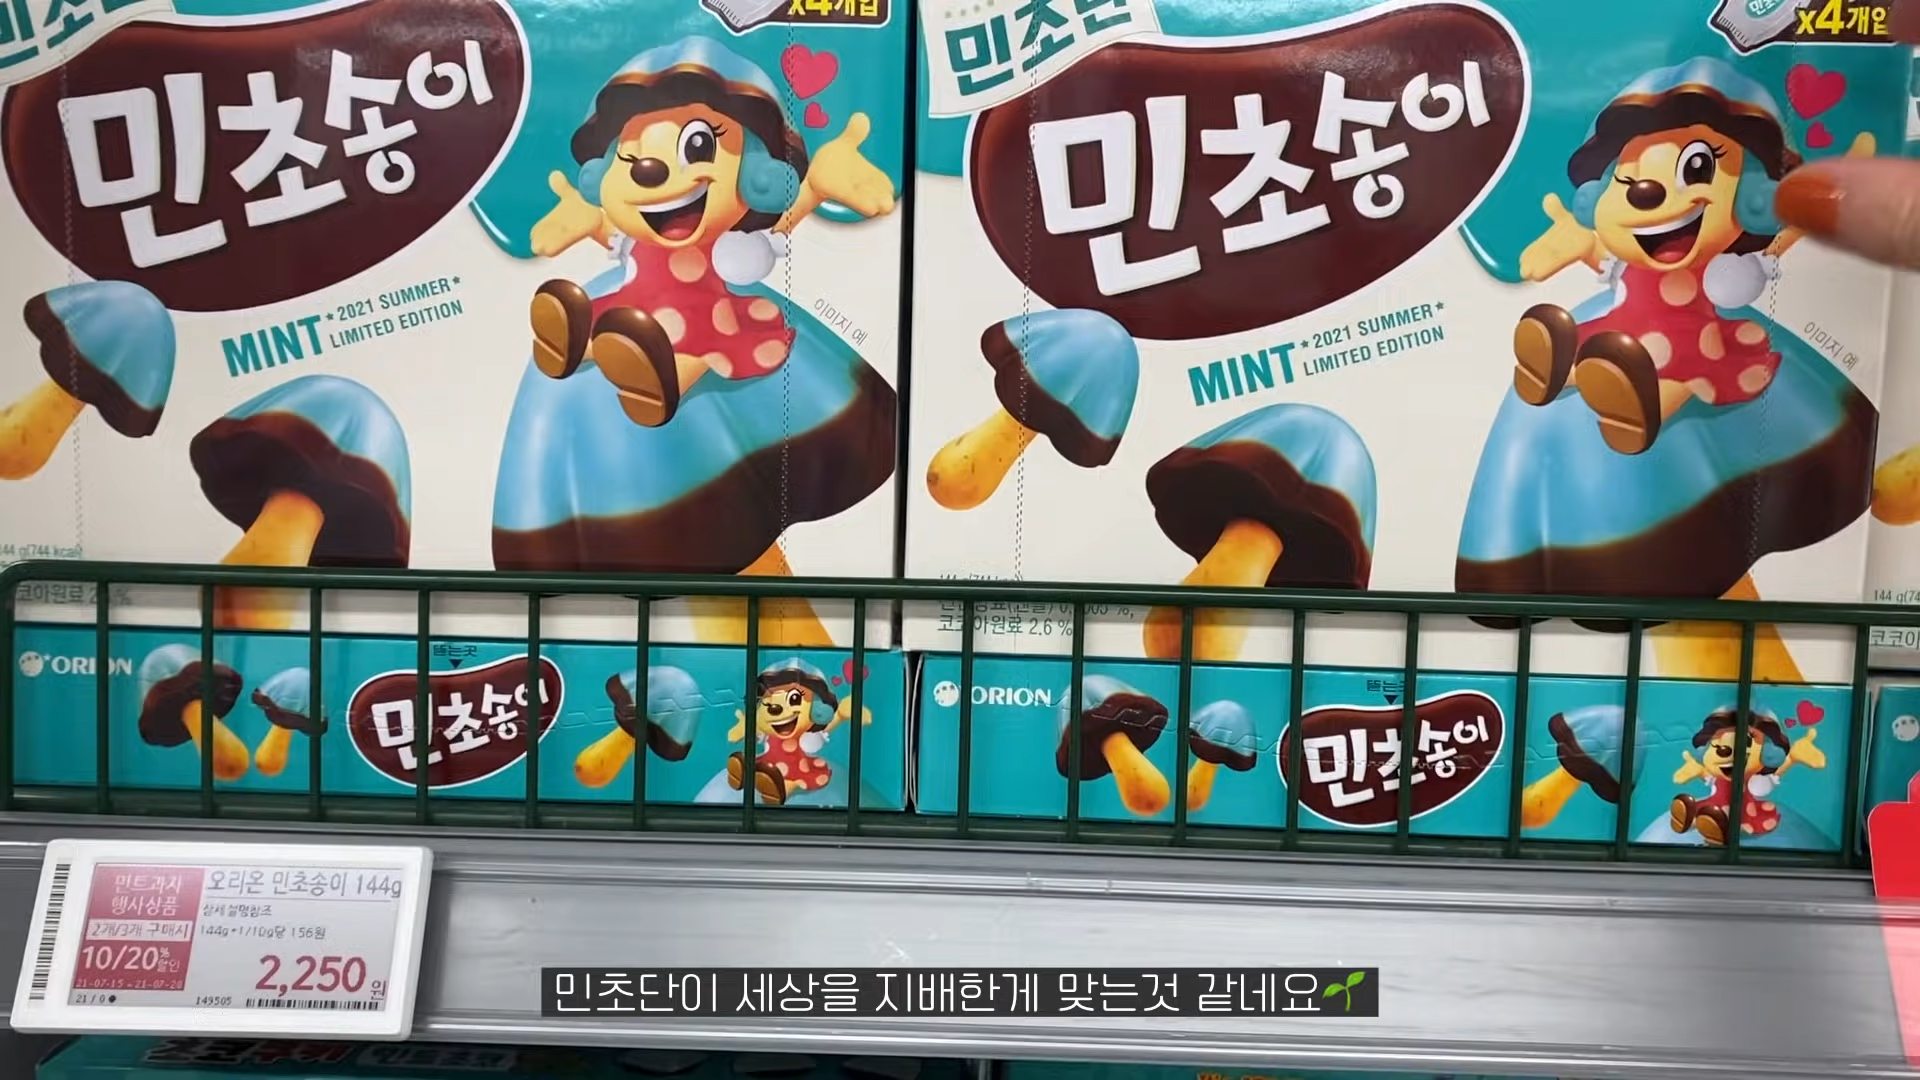 x4개입
민초단
x4개입
민초송이
민초송이
MINT
*2021 SUMMER*
LIMITED EDITION
MINT
*2021 SUMMER*
LIMITED EDITION
이미지 예
이미지 예
코코아원료 2.6 %
ORION
뜯는곳
민초송이
ORION
민초송이
민트과자
행사상품
2개/3개 구매시
10/20%
할인
오리온 민초송이 144g
상세설명참조
144g*1/10g당 156원
2,250원
149505
민초단이 세상을 지배한게 맞는것 같네요🌱